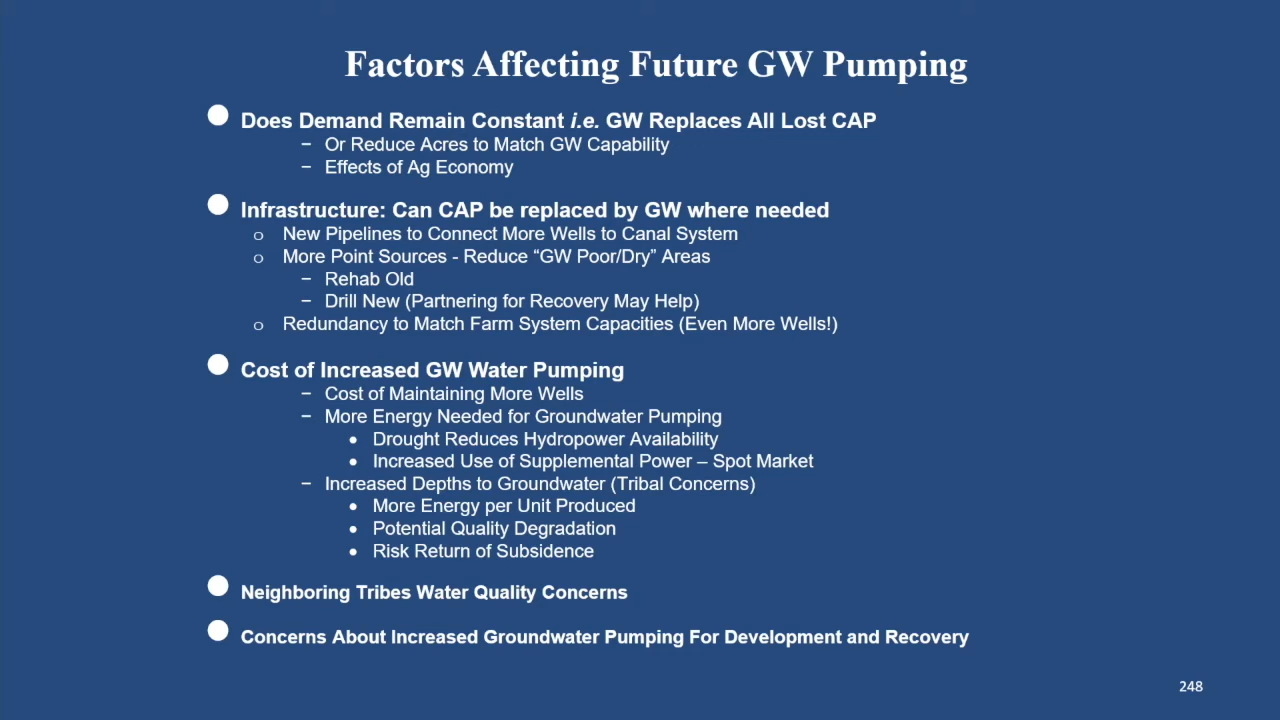 Factors Affecting Future GW Pumping
● Does Demand Remain Constant i.e. GW Replaces All Lost CAP
− Or Reduce Acres to Match GW Capability
− Effects of Ag Economy
● Infrastructure: Can CAP be replaced by GW where needed
o New Pipelines to Connect More Wells to Canal System
o More Point Sources - Reduce “GW Poor/Dry” Areas
− Rehab Old
− Drill New (Partnering for Recovery May Help)
o Redundancy to Match Farm System Capacities (Even More Wells!)
● Cost of Increased GW Water Pumping
− Cost of Maintaining More Wells
− More Energy Needed for Groundwater Pumping
• Drought Reduces Hydropower Availability
• Increased Use of Supplemental Power – Spot Market
− Increased Depths to Groundwater (Tribal Concerns)
• More Energy per Unit Produced
• Potential Quality Degradation
• Risk Return of Subsidence
● Neighboring Tribes Water Quality Concerns
● Concerns About Increased Groundwater Pumping For Development and Recovery
248